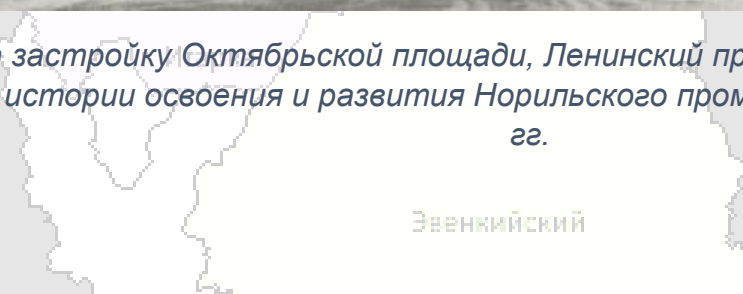 застройку Октябрьской площади, Ленинский пр
истории освоения и развития Норильского пром
гг.
Эвенкийский